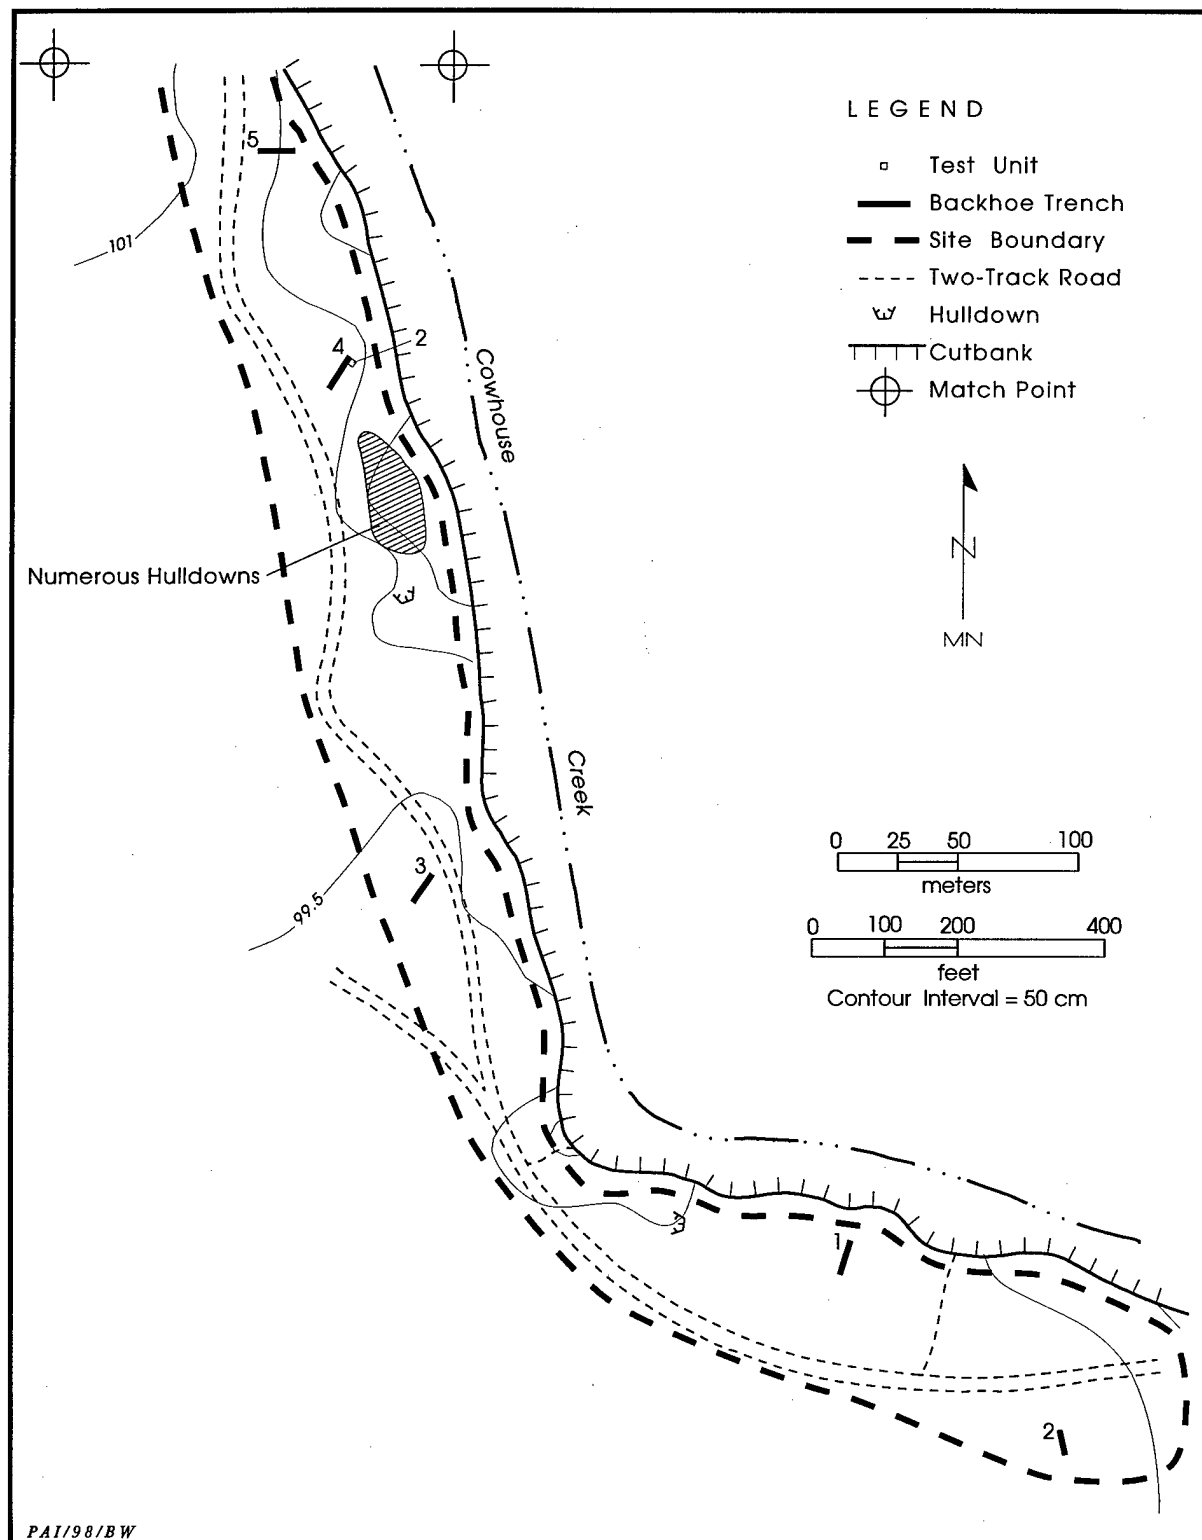 LEGEND
Test Unit
Backhoe Trench
Site Boundary
Two-Track Road
Hulldown
Cutbank
Match Point
5
101
4
2
Cowhouse
N
Numerous Hulldowns
MN
Creek
0 25 50 100
meters
3
99.5
0 100 200 400
feet
Contour Interval = 50 cm
1
2
PAI/98/BW